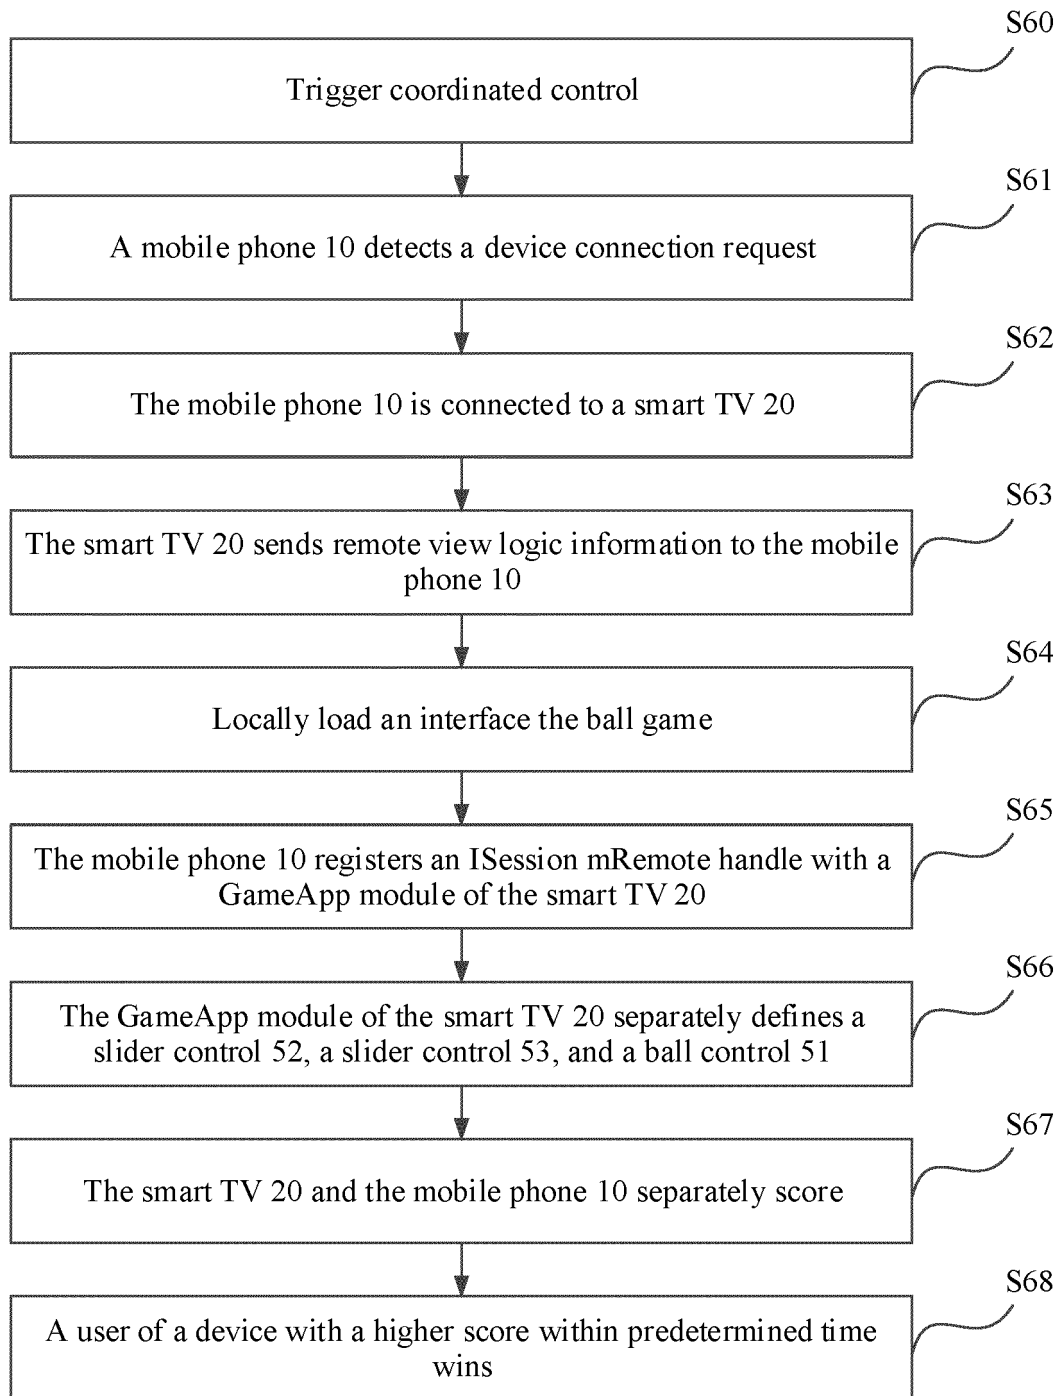 S60
Trigger coordinated control
S61
A mobile phone 10 detects a device connection request
S62
The mobile phone 10 is connected to a smart TV 20
S63
The smart TV 20 sends remote view logic information to the mobile
phone 10
S64
Locally load an interface the ball game
S65
The mobile phone 10 registers an ISession mRemote handle with a
GameApp module of the smart TV 20
S66
The GameApp module of the smart TV 20 separately defines a
slider control 52, a slider control 53, and a ball control 51
S67
The smart TV 20 and the mobile phone 10 separately score
S68
A user of a device with a higher score within predetermined time
wins